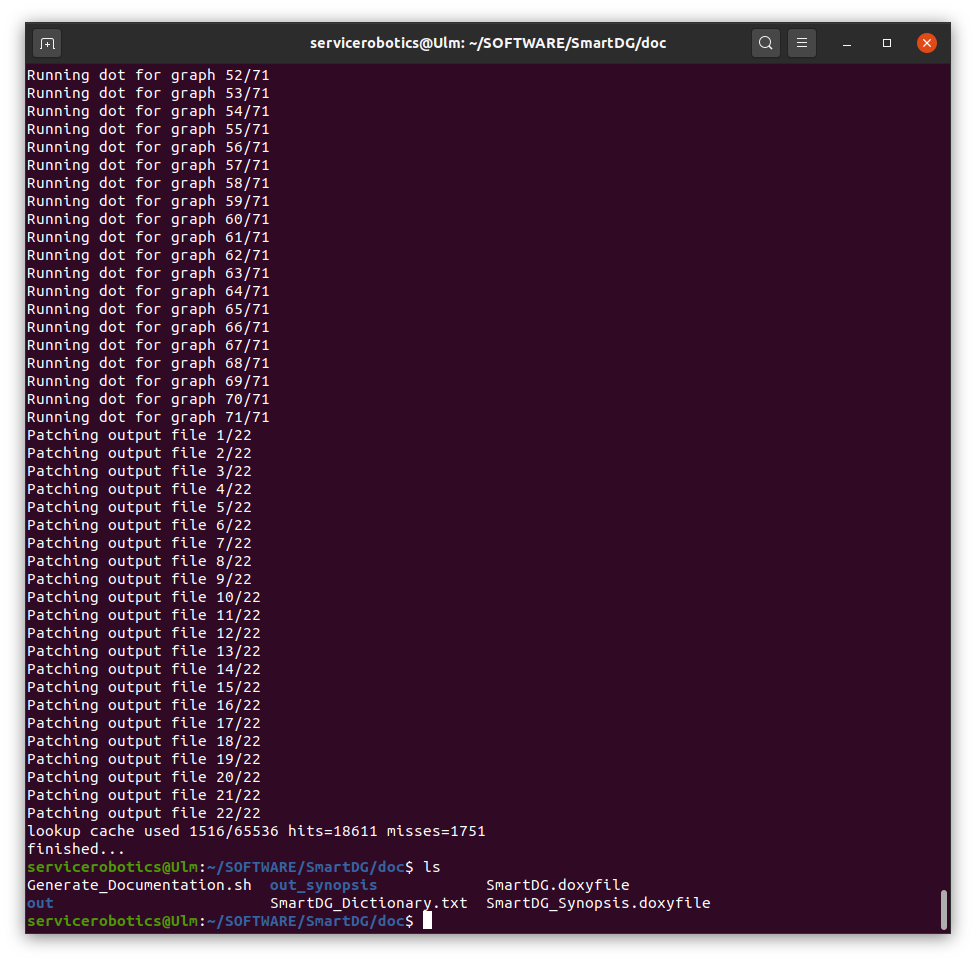 servicerobotics@Ulm: ~/SOFTWARE/SmartDG/doc
Running dot for graph 52/71
Running dot for graph 53/71
Running dot for graph 54/71
Running dot for graph 55/71
Running dot for graph 56/71
Running dot for graph 57/71
Running dot for graph 58/71
Running dot for graph 59/71
Running dot for graph 60/71
Running dot for graph 61/71
Running dot for graph 62/71
Running dot for graph 63/71
Running dot for graph 64/71
Running dot for graph 65/71
Running dot for graph 66/71
Running dot for graph 67/71
Running dot for graph 68/71
Running dot for graph 69/71
Running dot for graph 70/71
Running dot for graph 71/71
Patching output file 1/22
Patching output file 2/22
Patching output file 3/22
Patching output file 4/22
Patching output file 5/22
Patching output file 6/22
Patching output file 7/22
Patching output file 8/22
Patching output file 9/22
Patching output file 10/22
Patching output file 11/22
Patching output file 12/22
Patching output file 13/22
Patching output file 14/22
Patching output file 15/22
Patching output file 16/22
Patching output file 17/22
Patching output file 18/22
Patching output file 19/22
Patching output file 20/22
Patching output file 21/22
Patching output file 22/22
lookup cache used 1516/65536 hits=18611 misses=1751
finished...
servicerobotics@Ulm:~/SOFTWARE/SmartDG/doc$ ls
Generate_Documentation.sh  out_synopsis            SmartDG.doxyfile
out                        SmartDG_Dictionary.txt  SmartDG_Synopsis.doxyfile
servicerobotics@Ulm:~/SOFTWARE/SmartDG/doc$